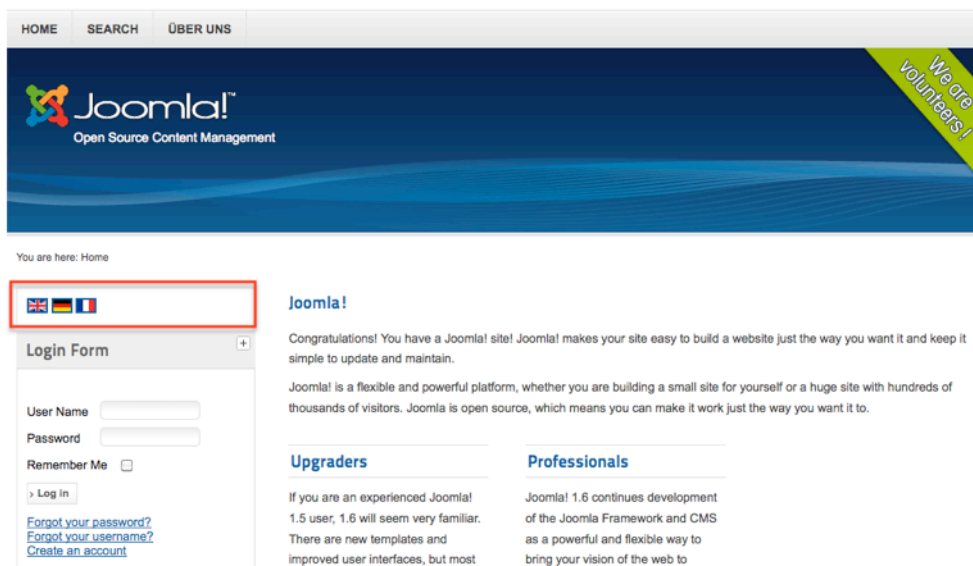 HOME SEARCH ÜBER UNS
Joomla!™
Open Source Content Management
We are
volunteers!
You are here: Home
Login Form
User Name
Password
Remember Me
› Log in
Forgot your password?
Forgot your username?
Create an account
Joomla!
Congratulations! You have a Joomla! site! Joomla! makes your site easy to build a website just the way you want it and keep it
simple to update and maintain.
Joomla! is a flexible and powerful platform, whether you are building a small site for yourself or a huge site with hundreds of
thousands of visitors. Joomla is open source, which means you can make it work just the way you want it to.
Upgraders
If you are an experienced Joomla!
1.5 user, 1.6 will seem very familiar.
There are new templates and
improved user interfaces, but most
Professionals
Joomla! 1.6 continues development
of the Joomla Framework and CMS
as a powerful and flexible way to
bring your vision of the web to